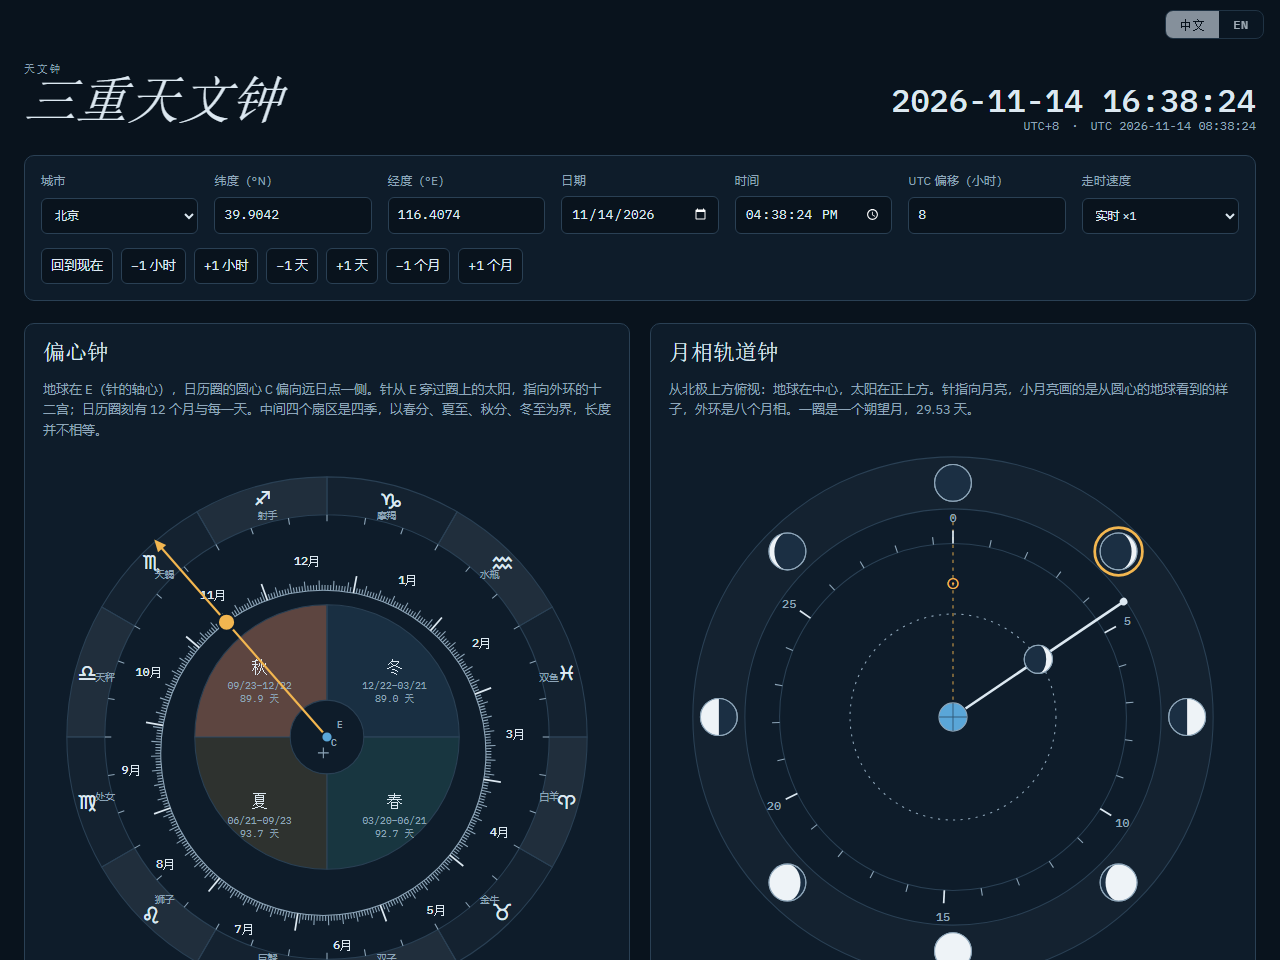 中文 EN
天文钟
三重天文钟
2026-11-14 16:38:24
UTC+8 · UTC 2026-11-14 08:38:24
城市 纬度（°N） 经度（°E） 日期 时间 UTC 偏移（小时） 走时速度
北京 39.9042 116.4074 11/14/2026 04:38:24 PM 8 实时 ×1
回到现在 −1 小时 +1 小时 −1 天 +1 天 −1 个月 +1 个月
偏心钟
地球在 E（针的轴心），日历圈的圆心 C 偏向远日点一侧。针从 E 穿过圈上的太阳，指向外环的十
二宫；日历圈刻有 12 个月与每一天。中间四个扇区是四季，以春分、夏至、秋分、冬至为界，长度
并不相等。
♐ ♑
射手 摩羯
♏ ♒
天蝎 水瓶
12月
1月
11月
2月
10月
♎ 天秤 双鱼 ♓
秋 冬
09/23–12/22 12/22–03/21
89.9 天 89.0 天
E
C
3月
9月
♍ 处女 白羊 ♈
夏 春
06/21–09/23 03/20–06/21
93.7 天 92.7 天
4月
8月
狮子 金牛
♌ ♉
5月
7月
6月
巨蟹 双子
月相轨道钟
从北极上方俯视：地球在中心，太阳在正上方。针指向月亮，小月亮画的是从圆心的地球看到的样
子，外环是八个月相。一圈是一个朔望月，29.53 天。
0
25
5
20
10
15